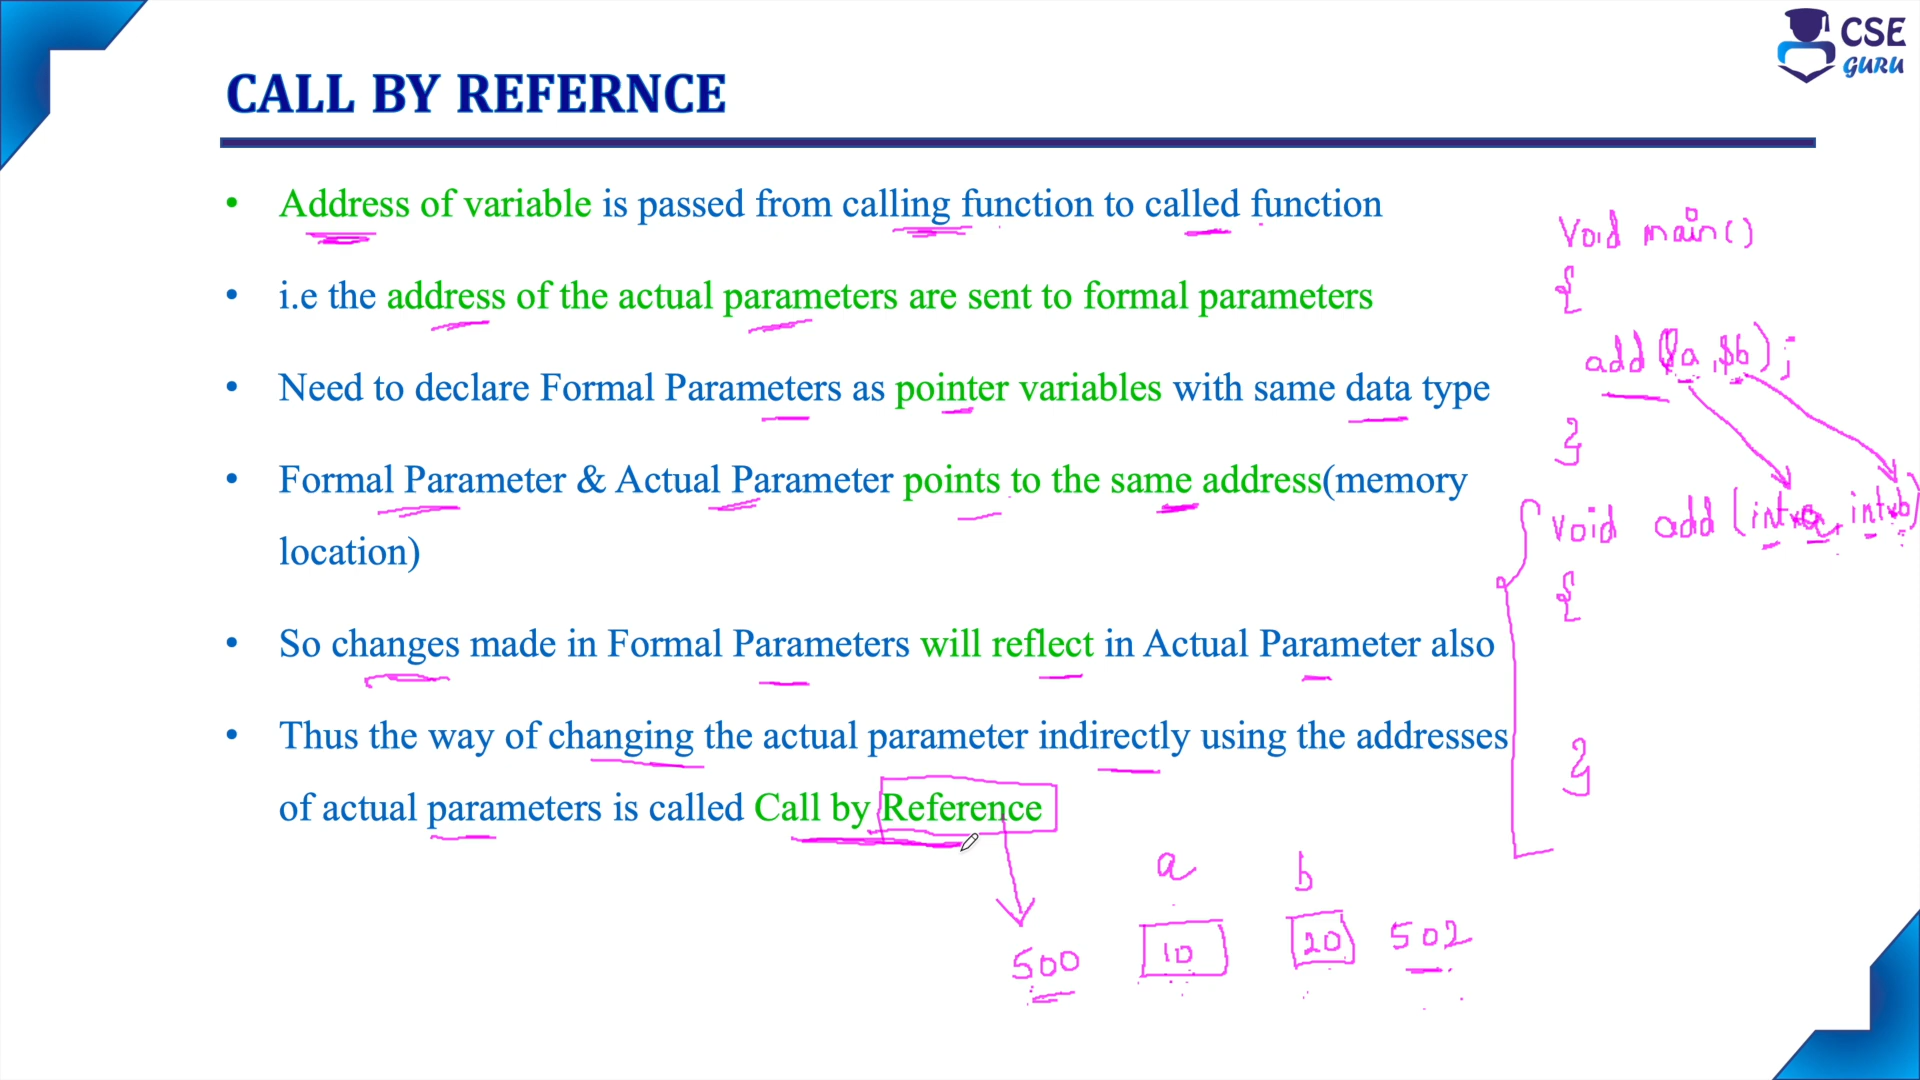 CSE
GURU
CALL BY REFERNCE
• Address of variable is passed from calling function to called function
• i.e the address of the actual parameters are sent to formal parameters
• Need to declare Formal Parameters as pointer variables with same data type
• Formal Parameter & Actual Parameter points to the same address(memory
location)
• So changes made in Formal Parameters will reflect in Actual Parameter also
• Thus the way of changing the actual parameter indirectly using the addresses
of actual parameters is called Call by Reference
Void main()
{
add(&a,&b);
}
void add(int*a, int*b)
{
}
a b
500 10 20 502